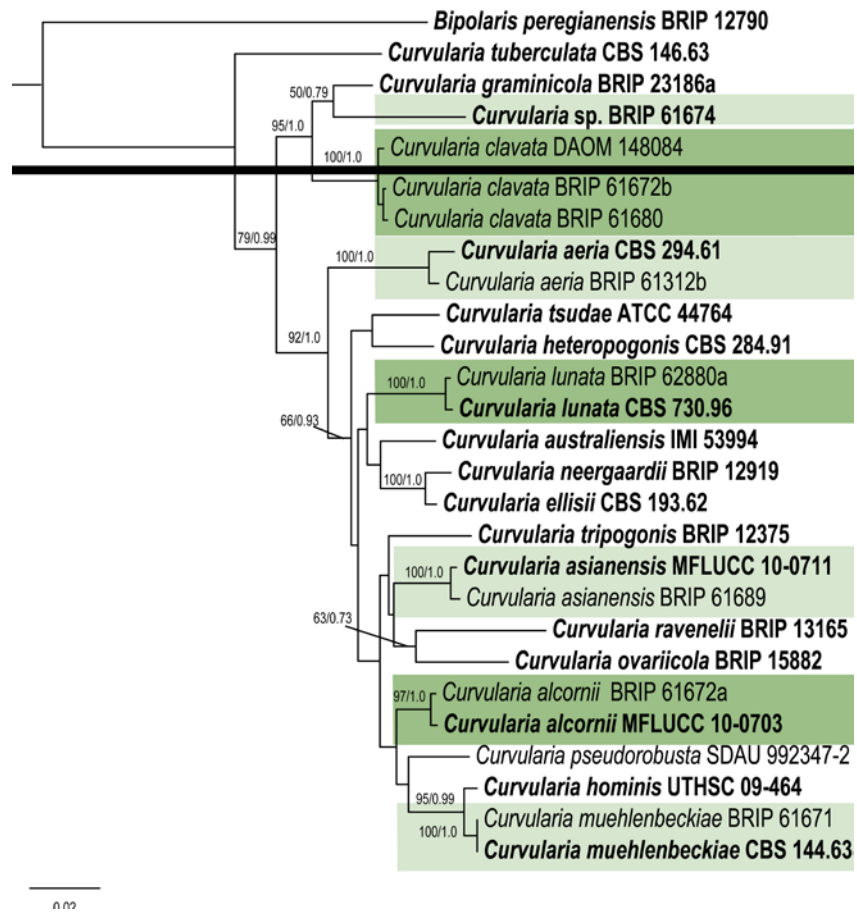 Bipolaris peregianensis BRIP 12790
Curvularia tuberculata CBS 146.63
Curvularia graminicola BRIP 23186a
50/0.79
Curvularia sp. BRIP 61674
95/1.0
Curvularia clavata DAOM 148084
100/1.0
Curvularia clavata BRIP 61672b
Curvularia clavata BRIP 61680
79/0.99
Curvularia aeria CBS 294.61
100/1.0
Curvularia aeria BRIP 61312b
Curvularia tsudae ATCC 44764
92/1.0
Curvularia heteropogonis CBS 284.91
Curvularia lunata BRIP 62880a
100/1.0
Curvularia lunata CBS 730.96
66/0.93
Curvularia australiensis IMI 53994
Curvularia neergaardii BRIP 12919
100/1.0
Curvularia ellisii CBS 193.62
Curvularia tripogonis BRIP 12375
Curvularia asianensis MFLUCC 10-0711
100/1.0
Curvularia asianensis BRIP 61689
63/0.73
Curvularia ravenelii BRIP 13165
Curvularia ovariicola BRIP 15882
Curvularia alcornii BRIP 61672a
97/1.0
Curvularia alcornii MFLUCC 10-0703
Curvularia pseudorobusta SDAU 992347-2
Curvularia hominis UTHSC 09-464
95/0.99
Curvularia muehlenbeckiae BRIP 61671
100/1.0
Curvularia muehlenbeckiae CBS 144.63
0.02